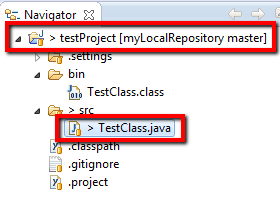 Navigator
> testProject [myLocalRepository master]
.settings
bin
TestClass.class
> src
> TestClass.java
.classpath
.gitignore
.project